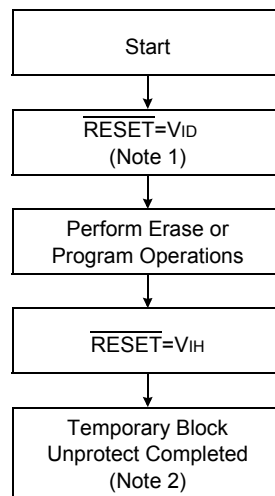 Start
RESET=VID
(Note 1)
Perform Erase or
Program Operations
RESET=VIH
Temporary Block
Unprotect Completed
(Note 2)